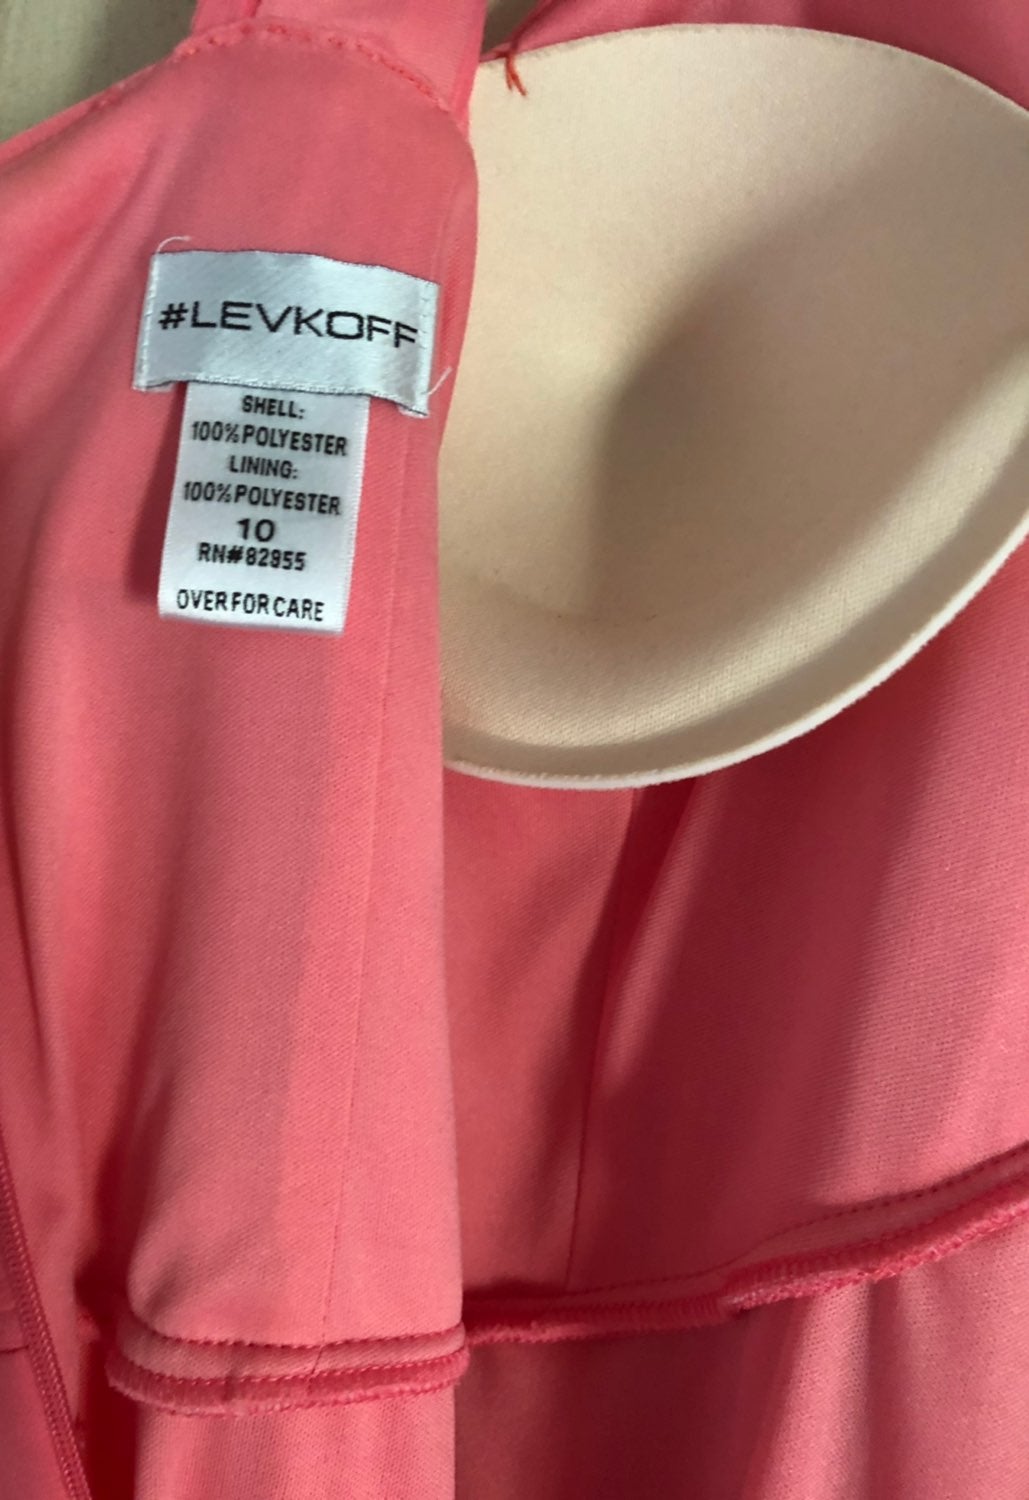 #LEVKOFF
SHELL:
100%POLYESTER
LINING:
100%POLYESTER
10
RN#82955
OVER FOR CARE